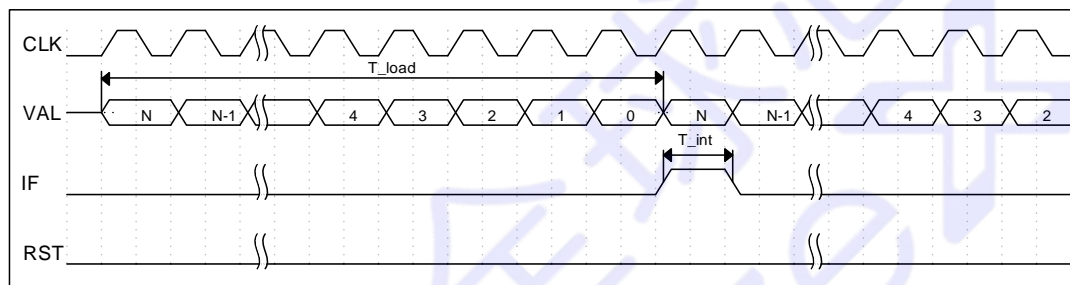 CLK
T_load
VAL N N-1 4 3 2 1 0 N N-1 4 3 2
T_int
IF
RST